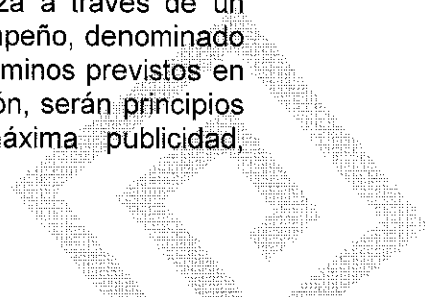 za a través de un
mpeño, denominado
minos previstos en
ón, serán principios
áxima publicidad,